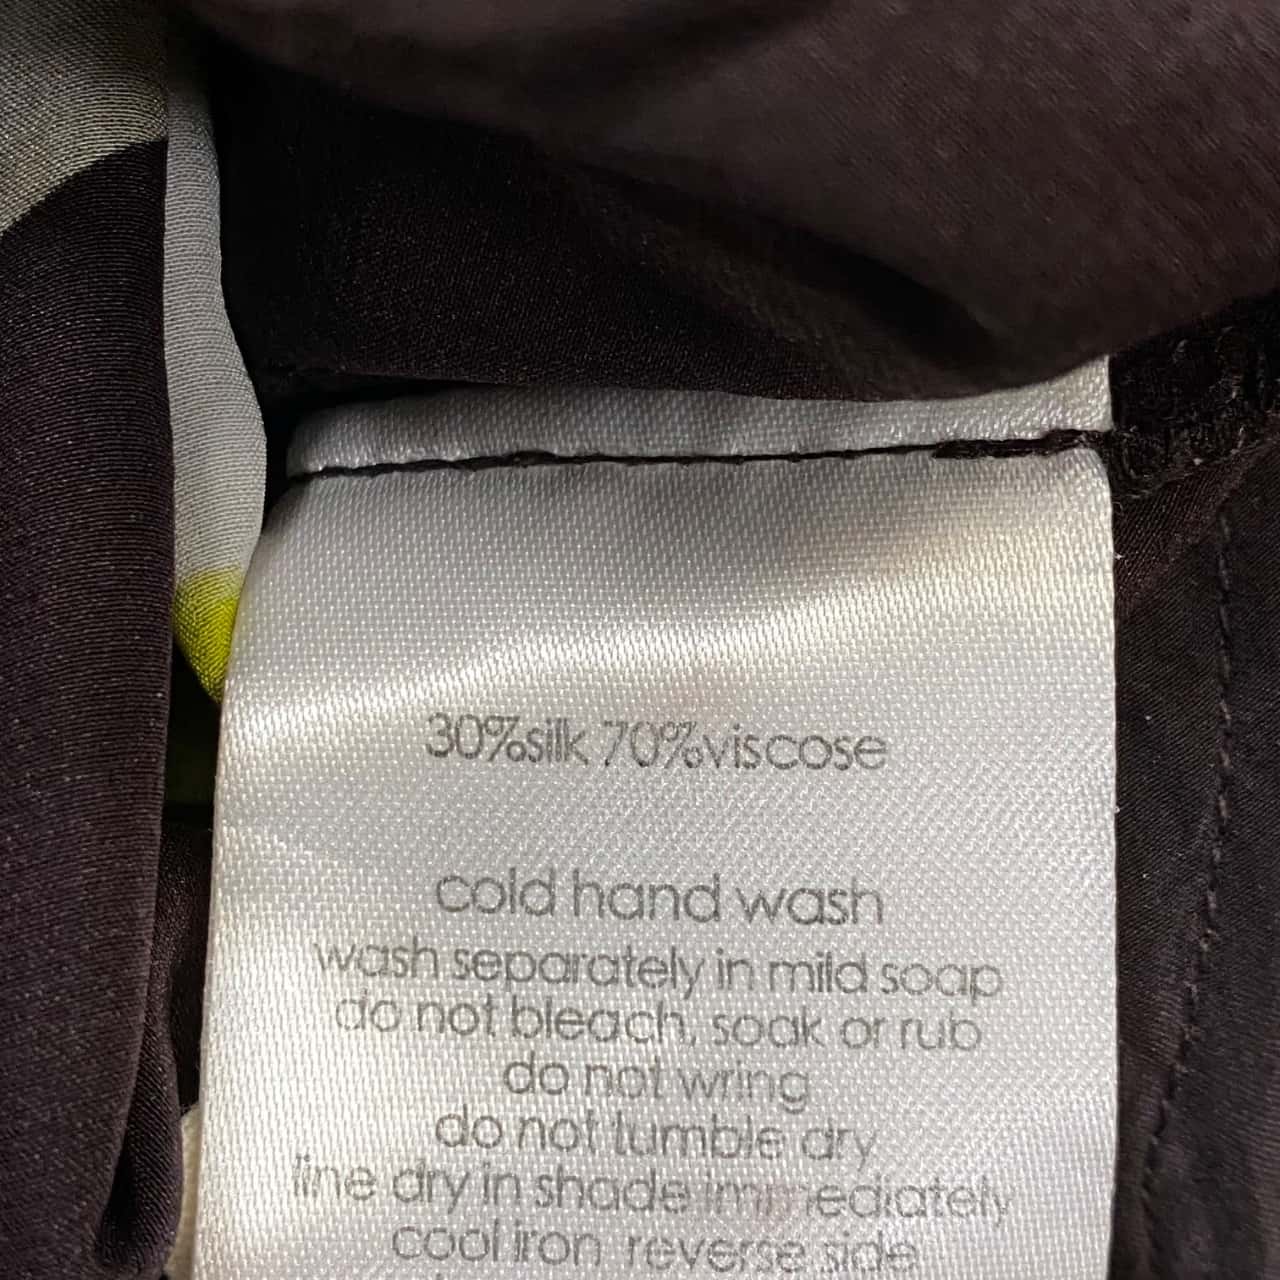 30%silk 70%viscose
cold hand wash
wash separately in mild soap
do not bleach, soak or rub
do not wring
do not tumble dry
line dry in shade immediately
cool iron reverse side